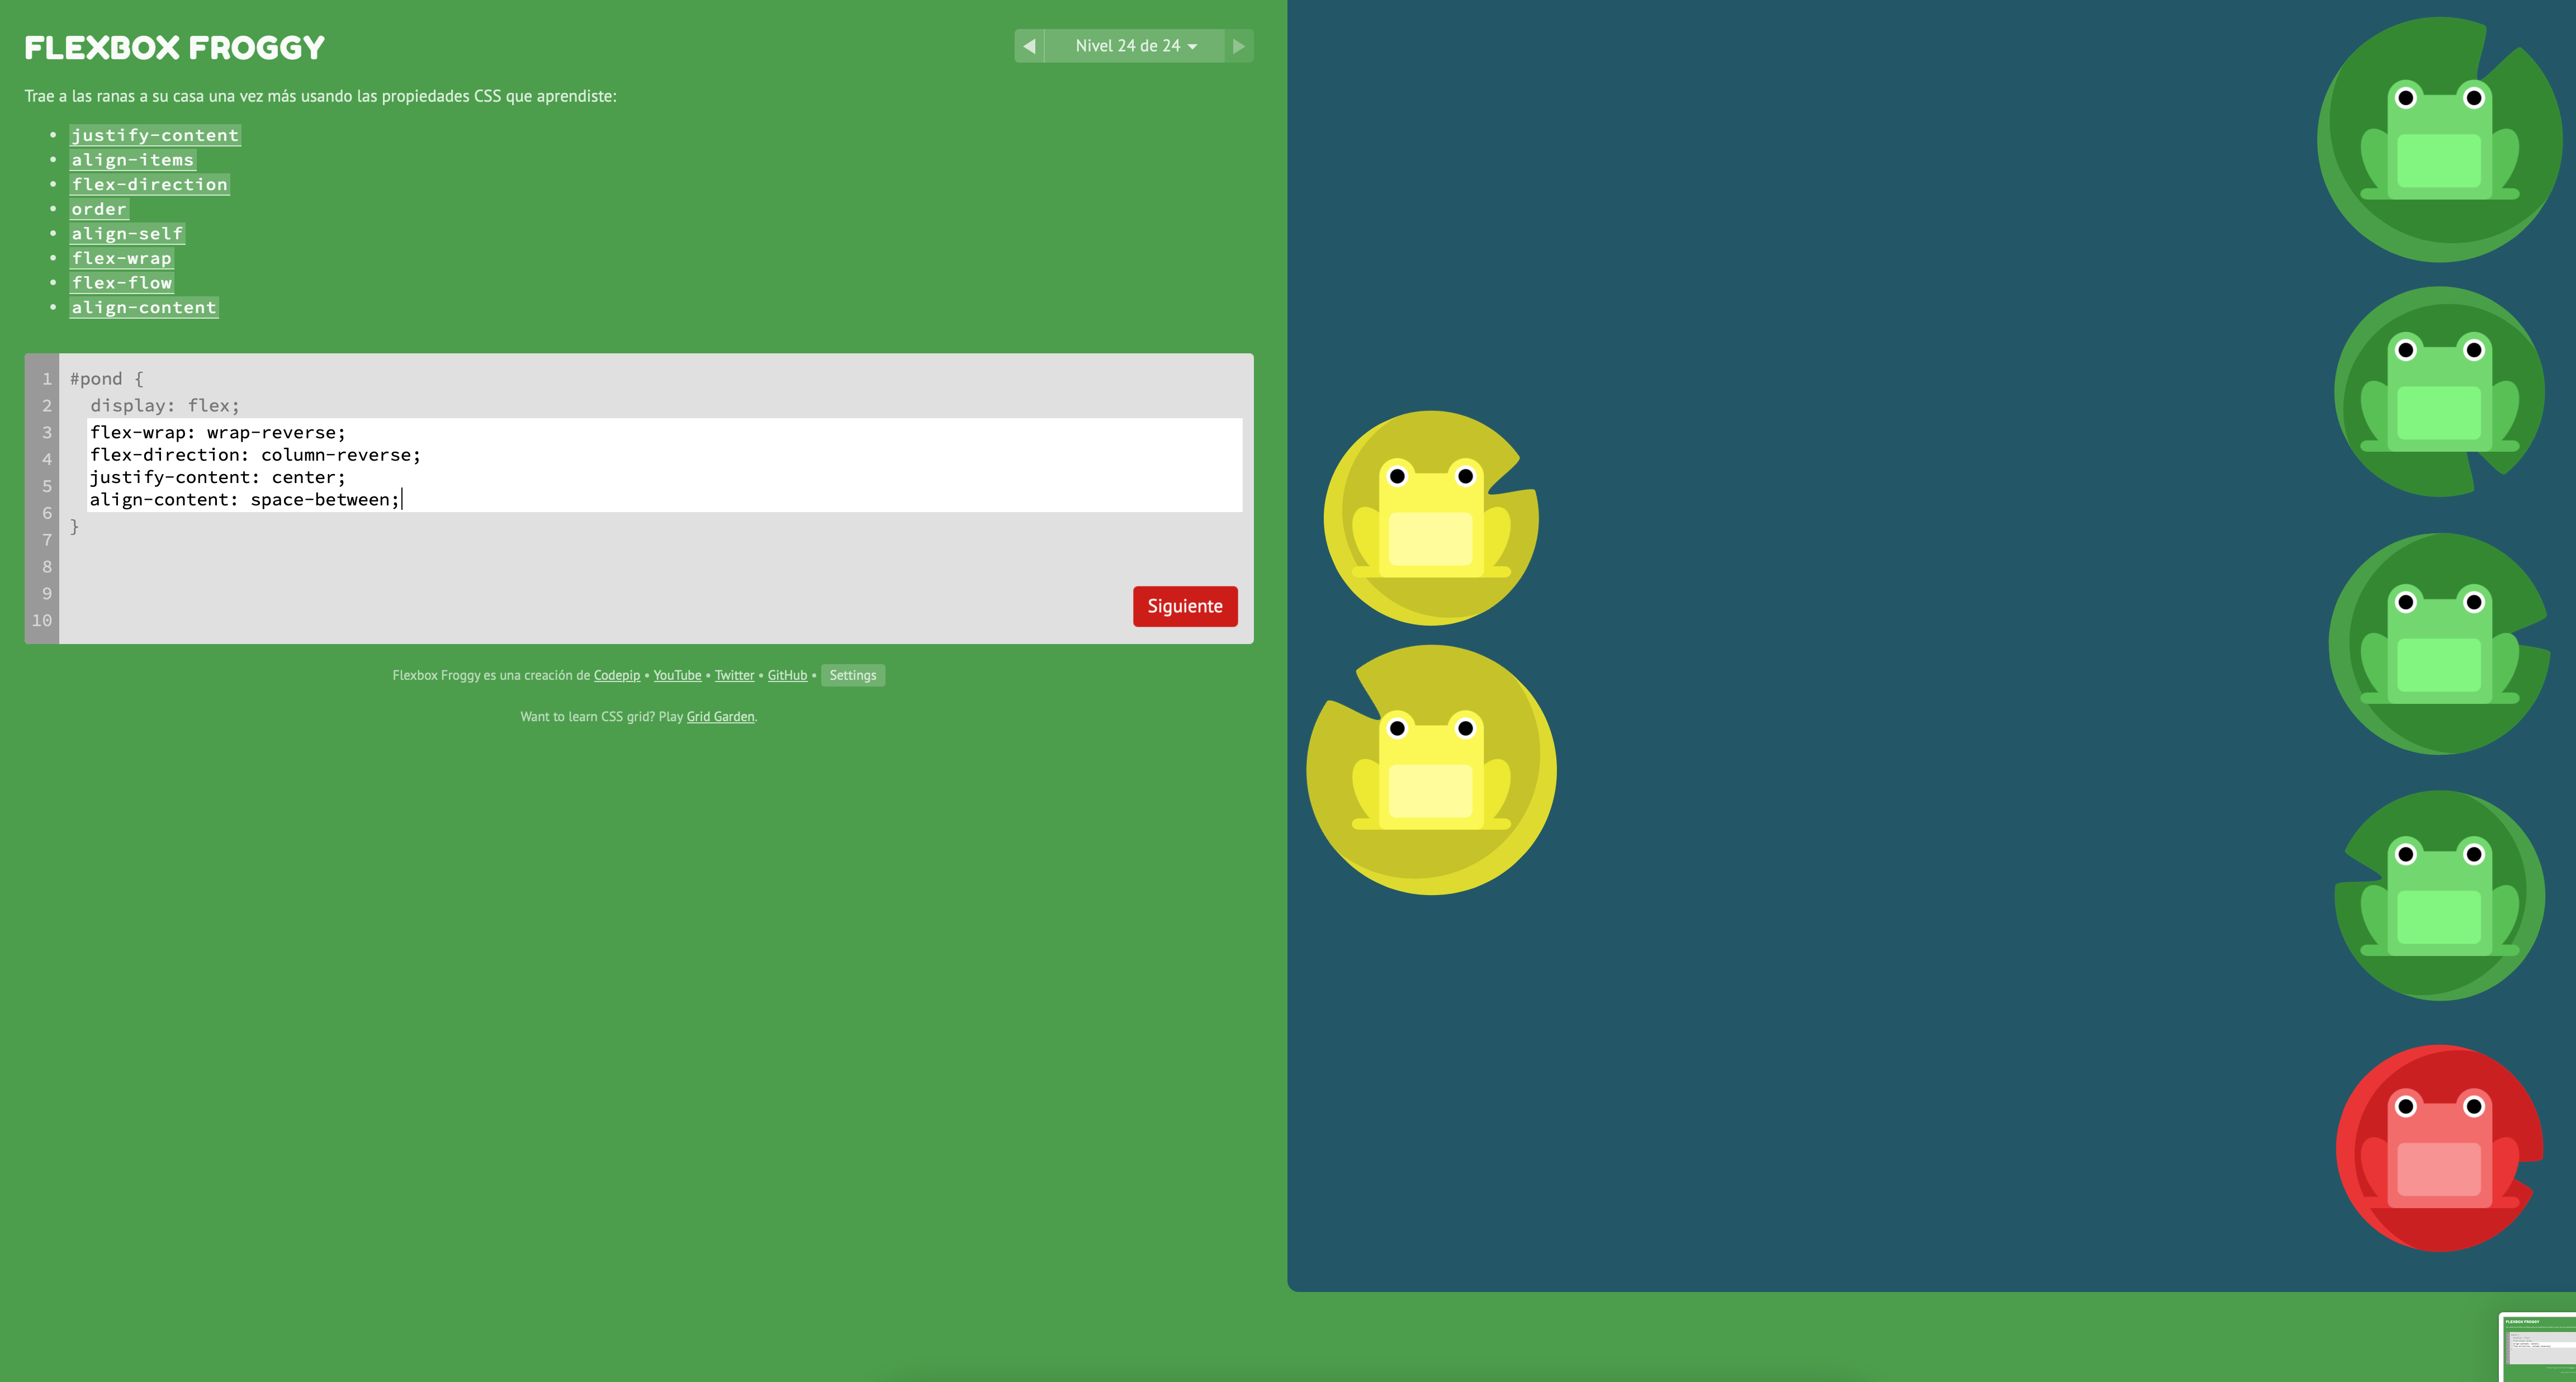 FLEXBOX FROGGY
Nivel 24 de 24
Trae a las ranas a su casa una vez más usando las propiedades CSS que aprendiste:
justify-content
align-items
flex-direction
order
align-self
flex-wrap
flex-flow
align-content
1 #pond {
2 display: flex;
3 flex-wrap: wrap-reverse;
4 flex-direction: column-reverse;
5 justify-content: center;
6 align-content: space-between;
7 }
8
9
10
Siguiente
Flexbox Froggy es una creación de Codepip • YouTube • Twitter • GitHub • Settings
Want to learn CSS grid? Play Grid Garden.
FLEXBOX FROGGY